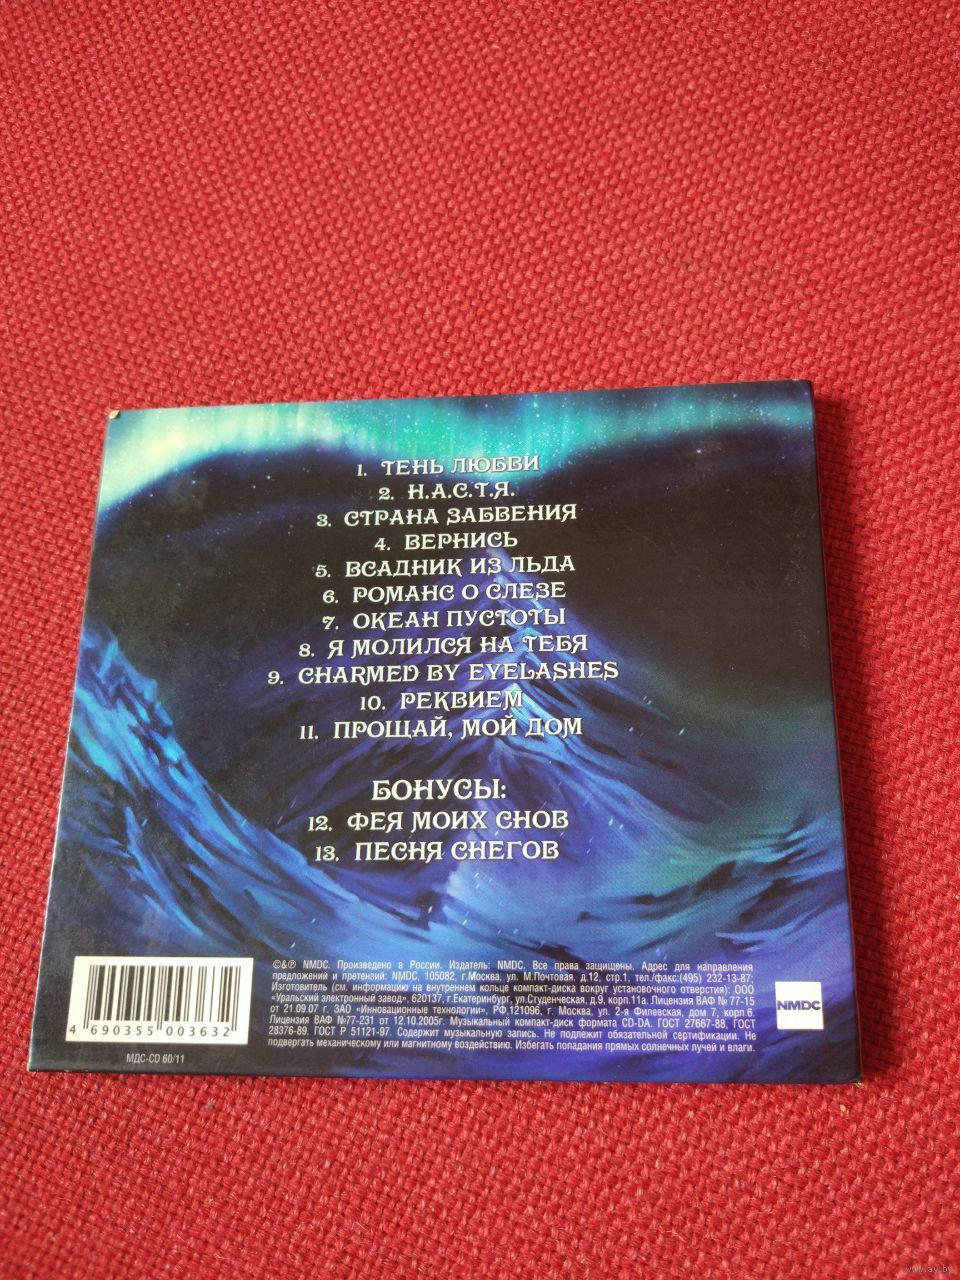 1. ТЕНЬ ЛЮБВИ
2. Н.А.С.Т.Я.
3. СТРАНА ЗАБВЕНИЯ
4. ВЕРНИСЬ
5. ВСАДНИК ИЗ ЛЬДА
6. РОМАНС О СЛЕЗЕ
7. ОКЕАН ПУСТОТЫ
8. Я МОЛИЛСЯ НА ТЕБЯ
9. CHARMED BY EYELASHES
10. РЕКВИЕМ
11. ПРОЩАЙ, МОЙ ДОМ
БОНУСЫ:
12. ФЕЯ МОИХ СНОВ
13. ПЕСНЯ СНЕГОВ
©&℗ NMDC. Произведено в России. Издатель: NMDC. Все права защищены. Адрес для направления
предложений и претензий: NMDC, 105082, г.Москва, ул. М.Почтовая, д.12, стр.1, тел./факс:(495) 232-13-87;
Изготовитель (см. информацию на внутреннем кольце компакт-диска вокруг установочного отверстия): ООО
«Уральский электронный завод», 620137, г.Екатеринбург, ул.Студенческая, д.9, корп.11а. Лицензия ВАФ № 77-15
от 21.09.07 г. ЗАО «Инновационные технологии», РФ,121096, г. Москва, ул. 2-я Филевская, дом 7, корп.6.
Лицензия ВАФ №77-231 от 12.10.2005г. Музыкальный компакт-диск формата CD-DA. ГОСТ 27667-88, ГОСТ
28376-89. ГОСТ Р 51121-97. Содержит музыкальную запись. Не подлежит обязательной сертификации. Не
подвергать механическому или магнитному воздействию. Избегать попадания прямых солнечных лучей и влаги.
NMDC
4 690355 003632
МДС-CD 60/11
www.ay.by